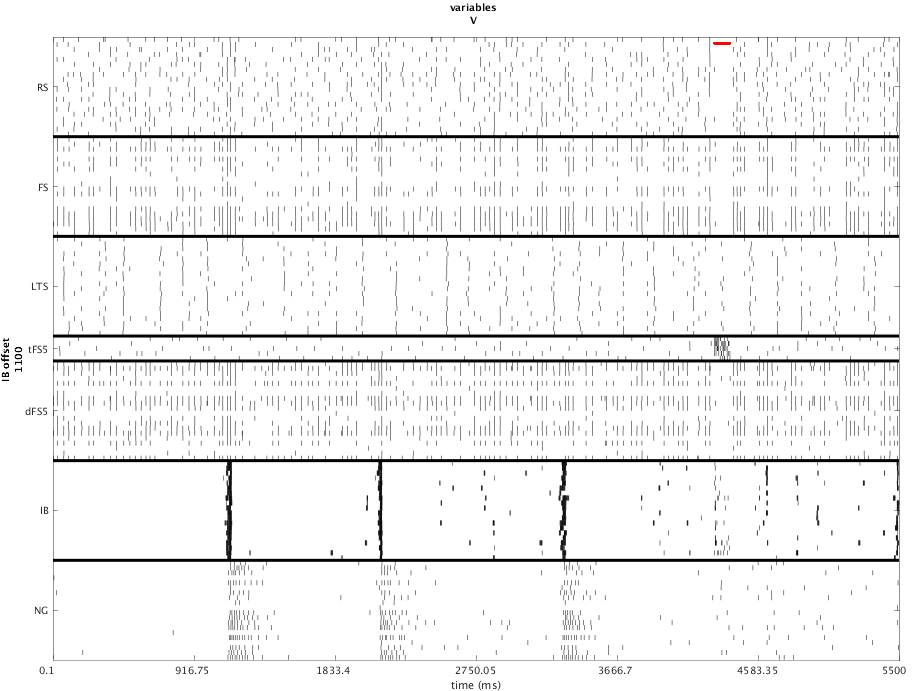 variables
V
RS
FS
LTS
tFS5
dFS5
IB
NG
IB offset
1100
0.1 916.75 1833.4 2750.05 3666.7 4583.35 5500
time (ms)